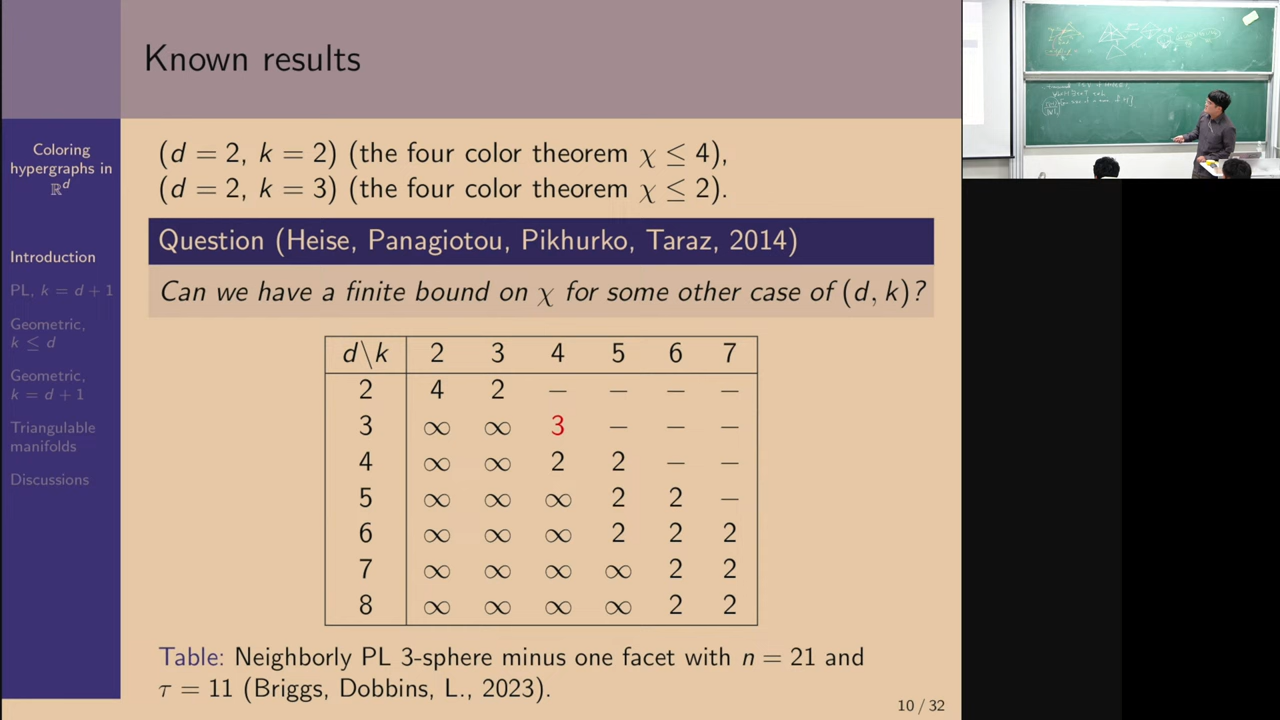 Known results
Coloring
hypergraphs in
ℝᵈ
Introduction
PL, k = d + 1
Geometric,
k ≤ d
Geometric,
k = d + 1
Triangulable
manifolds
Discussions
(d = 2, k = 2) (the four color theorem χ ≤ 4),
(d = 2, k = 3) (the four color theorem χ ≤ 2).
Question (Heise, Panagiotou, Pikhurko, Taraz, 2014)
Can we have a finite bound on χ for some other case of (d, k)?
d\k 2 3 4 5 6 7
2 4 2 – – – –
3 ∞ ∞ 3 – – –
4 ∞ ∞ 2 2 – –
5 ∞ ∞ ∞ 2 2 –
6 ∞ ∞ ∞ 2 2 2
7 ∞ ∞ ∞ ∞ 2 2
8 ∞ ∞ ∞ ∞ 2 2
Table: Neighborly PL 3-sphere minus one facet with n = 21 and
τ = 11 (Briggs, Dobbins, L., 2023).
10 / 32